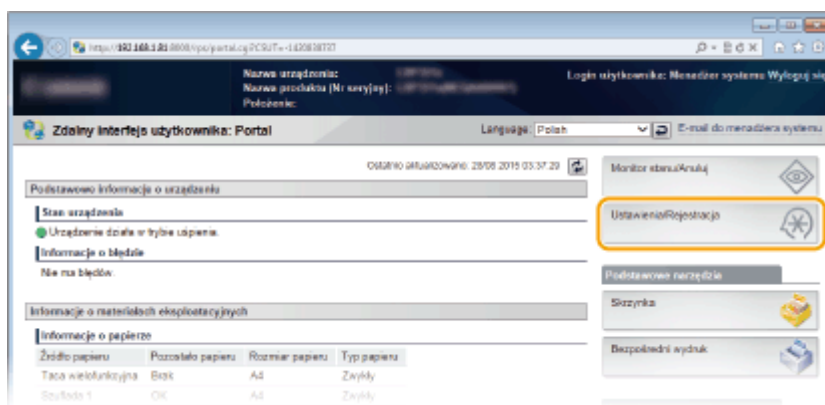 Nazwa urządzenia:
Nazwa produktu (Nr seryjny):
Położenie:
Login użytkownika: Menedżer systemu Wyloguj się
Zdalny interfejs użytkownika: Portal
Language: Polish
E-mail do menadżera systemu
Ostatnio aktualizowano: 28/08 2015 03:37:29
Podstawowe informacje o urządzeniu
Stan urządzenia
Urządzenie działa w trybie uśpienia.
Informacje o błędzie
Nie ma błędów.
Informacje o materiałach eksploatacyjnych
Informacje o papierze
Źródło papieru Pozostało papieru Rozmiar papieru Typ papieru
Taca wielofunkcyjna Brak A4 Zwykły
Szuflada 1 OK A4 Zwykły
Monitor stanu/Anuluj
Ustawienia/Rejestracja
Podstawowe narzędzia
Skrzynka
Bezpośredni wydruk